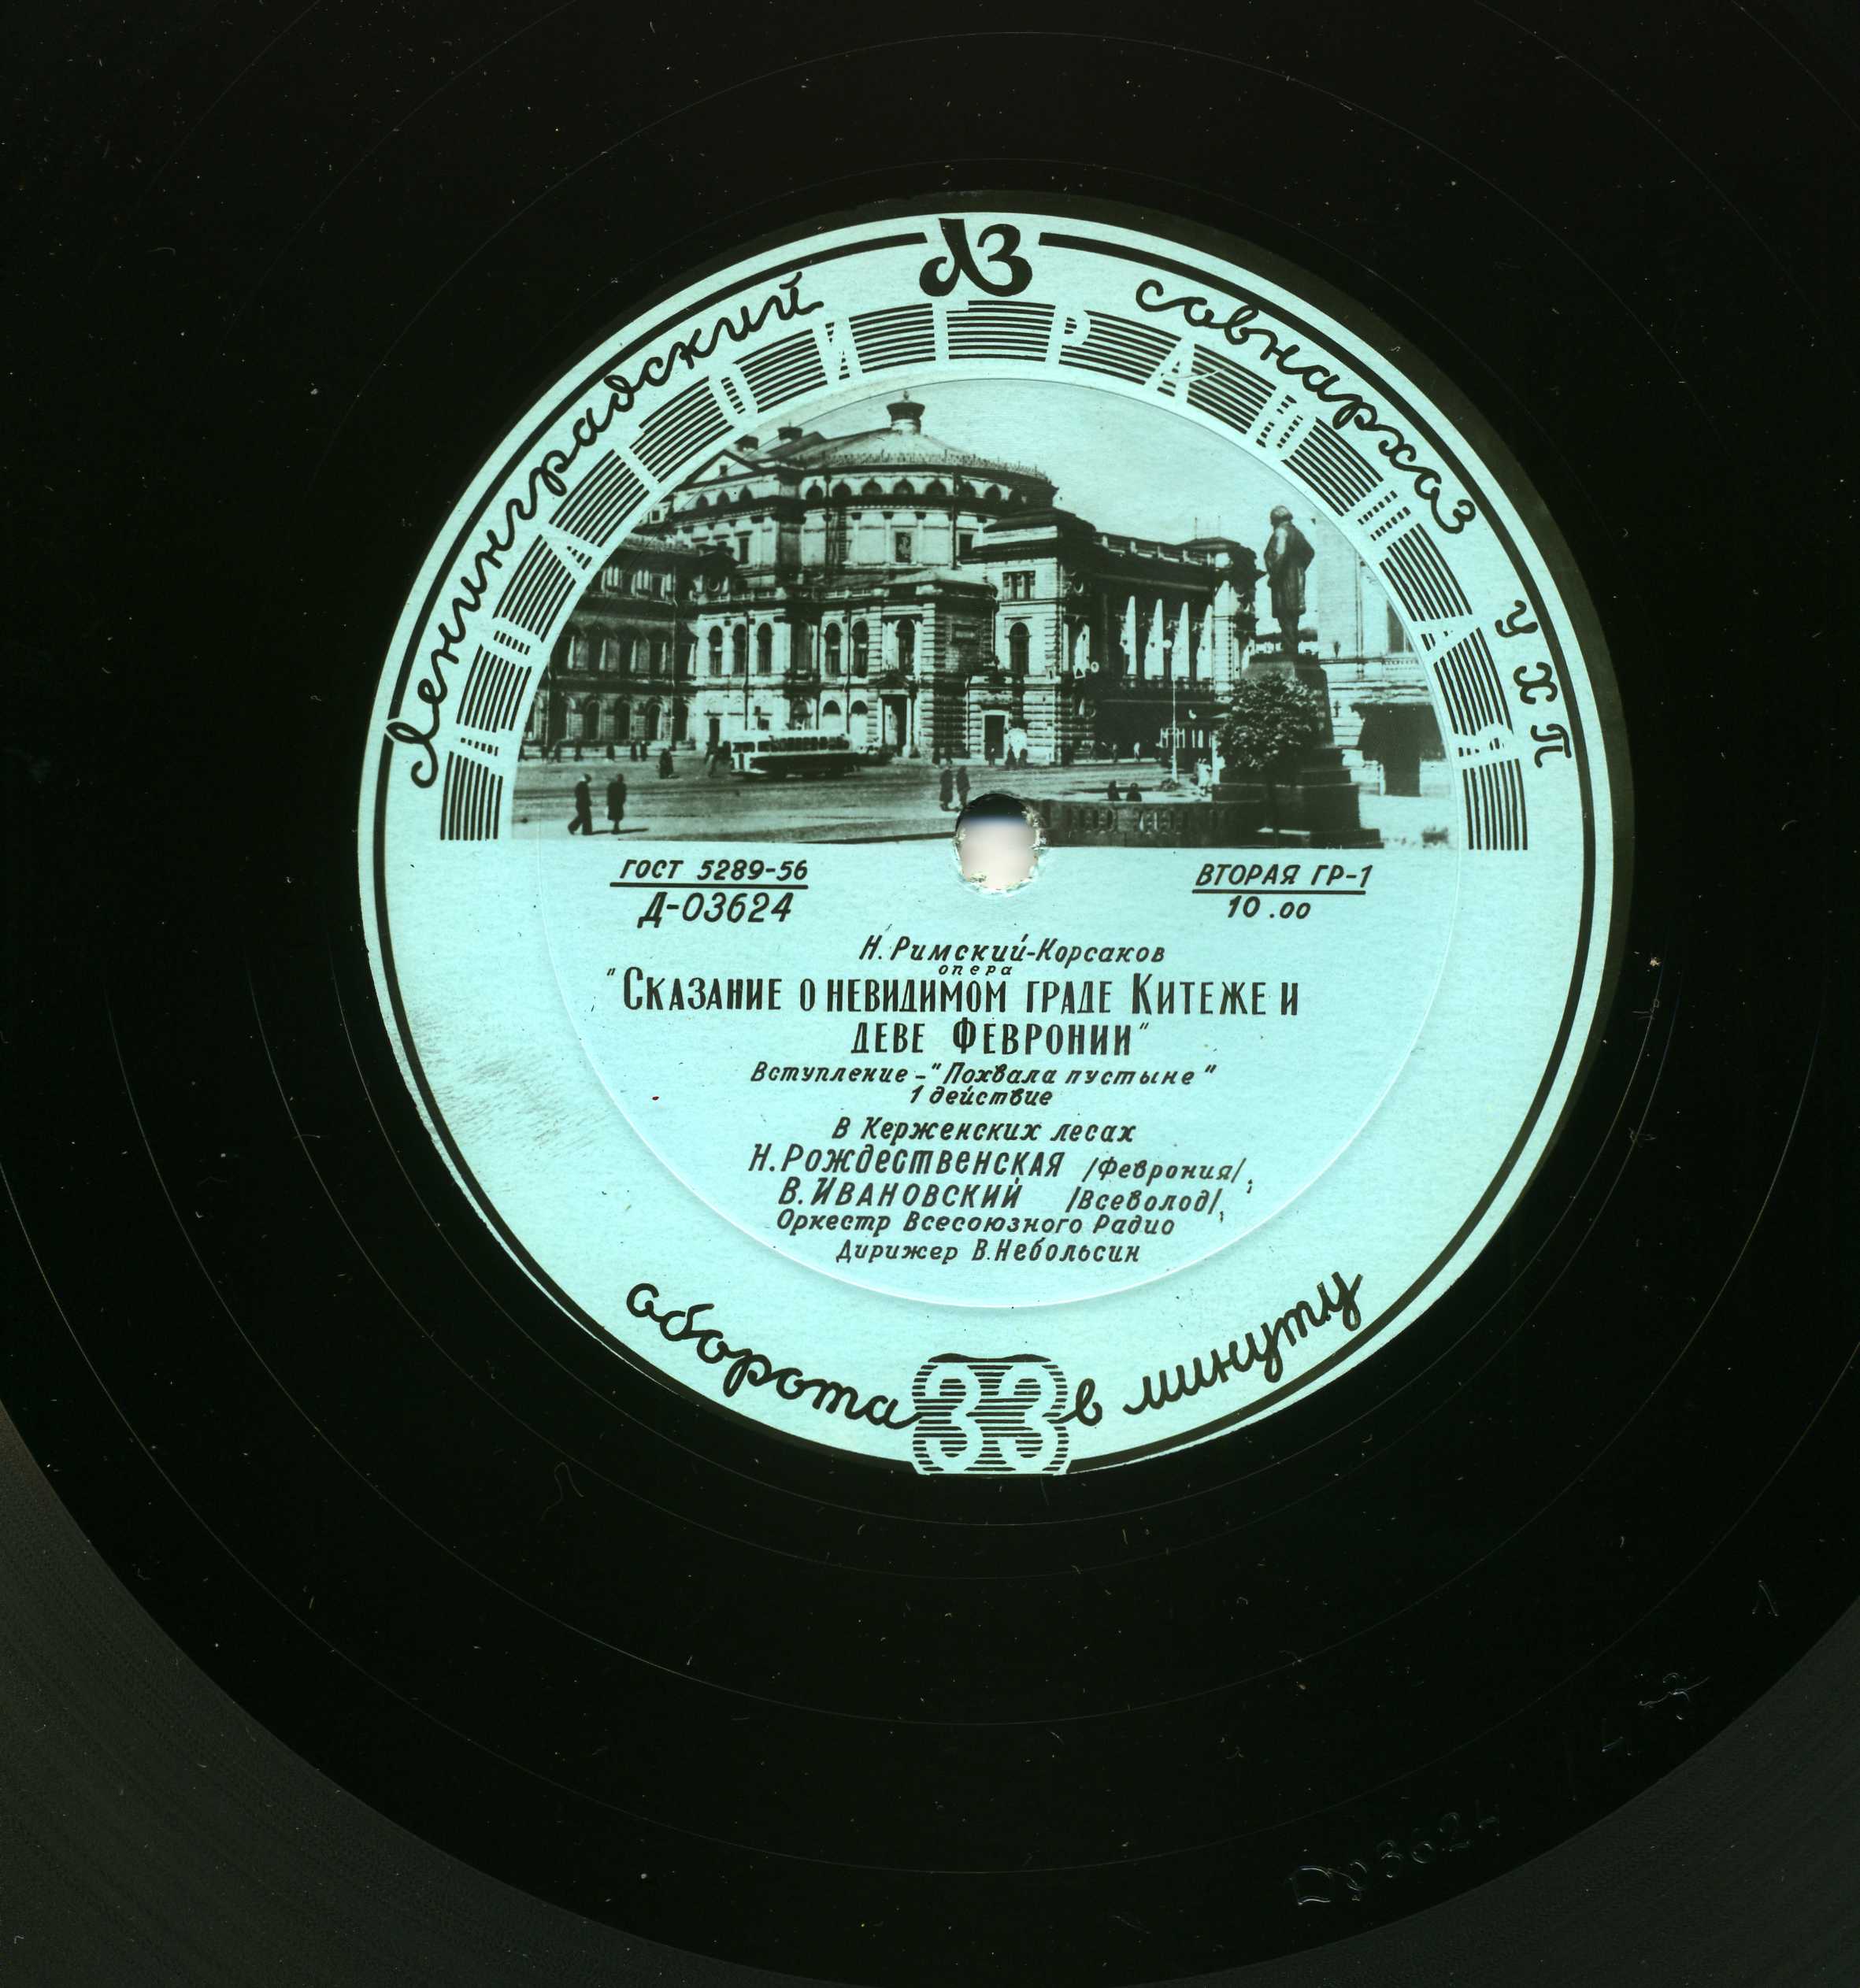 ЛЗ
Ленинградский совнархоз УХП
ГОСТ 5289-56
Д-03624
ВТОРАЯ ГР-1
10.00
Н. Римский-Корсаков
опера
"Сказание о невидимом граде Китеже и
деве Февронии"
Вступление - "Похвала пустыне"
1 действие
В Керженских лесах
Н. Рождественская /Феврония/,
В. Ивановский /Всеволод/,
Оркестр Всесоюзного Радио
Дирижер В. Небольсин
33 оборота в минуту